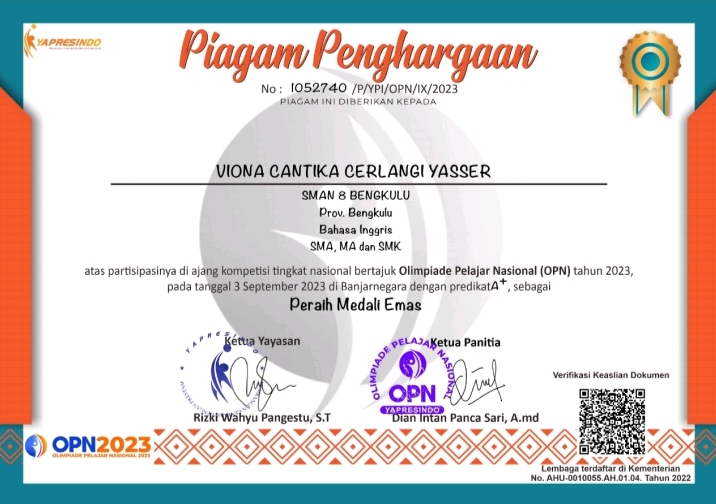 YAPRESINDO
Piagam Penghargaan
No : 1052740 /P/YPI/OPN/IX/2023
PIAGAM INI DIBERIKAN KEPADA
VIONA CANTIKA CERLANGI YASSER
SMAN 8 BENGKULU
Prov. Bengkulu
Bahasa Inggris
SMA, MA dan SMK
atas partisipasinya di ajang kompetisi tingkat nasional bertajuk Olimpiade Pelajar Nasional (OPN) tahun 2023,
pada tanggal 3 September 2023 di Banjarnegara dengan predikat A+, sebagai
Peraih Medali Emas
Ketua Yayasan
Ketua Panitia
YAPRESINDO
OLIMPIADE PELAJAR NASIONAL
OPN
YAPRESINDO
Rizki Wahyu Pangestu, S.T
Dian Intan Panca Sari, A.md
Verifikasi Keaslian Dokumen
OPN2023
OLIMPIADE PELAJAR NASIONAL 2023
Lembaga terdaftar di Kementerian
No. AHU-0010055.AH.01.04. Tahun 2022